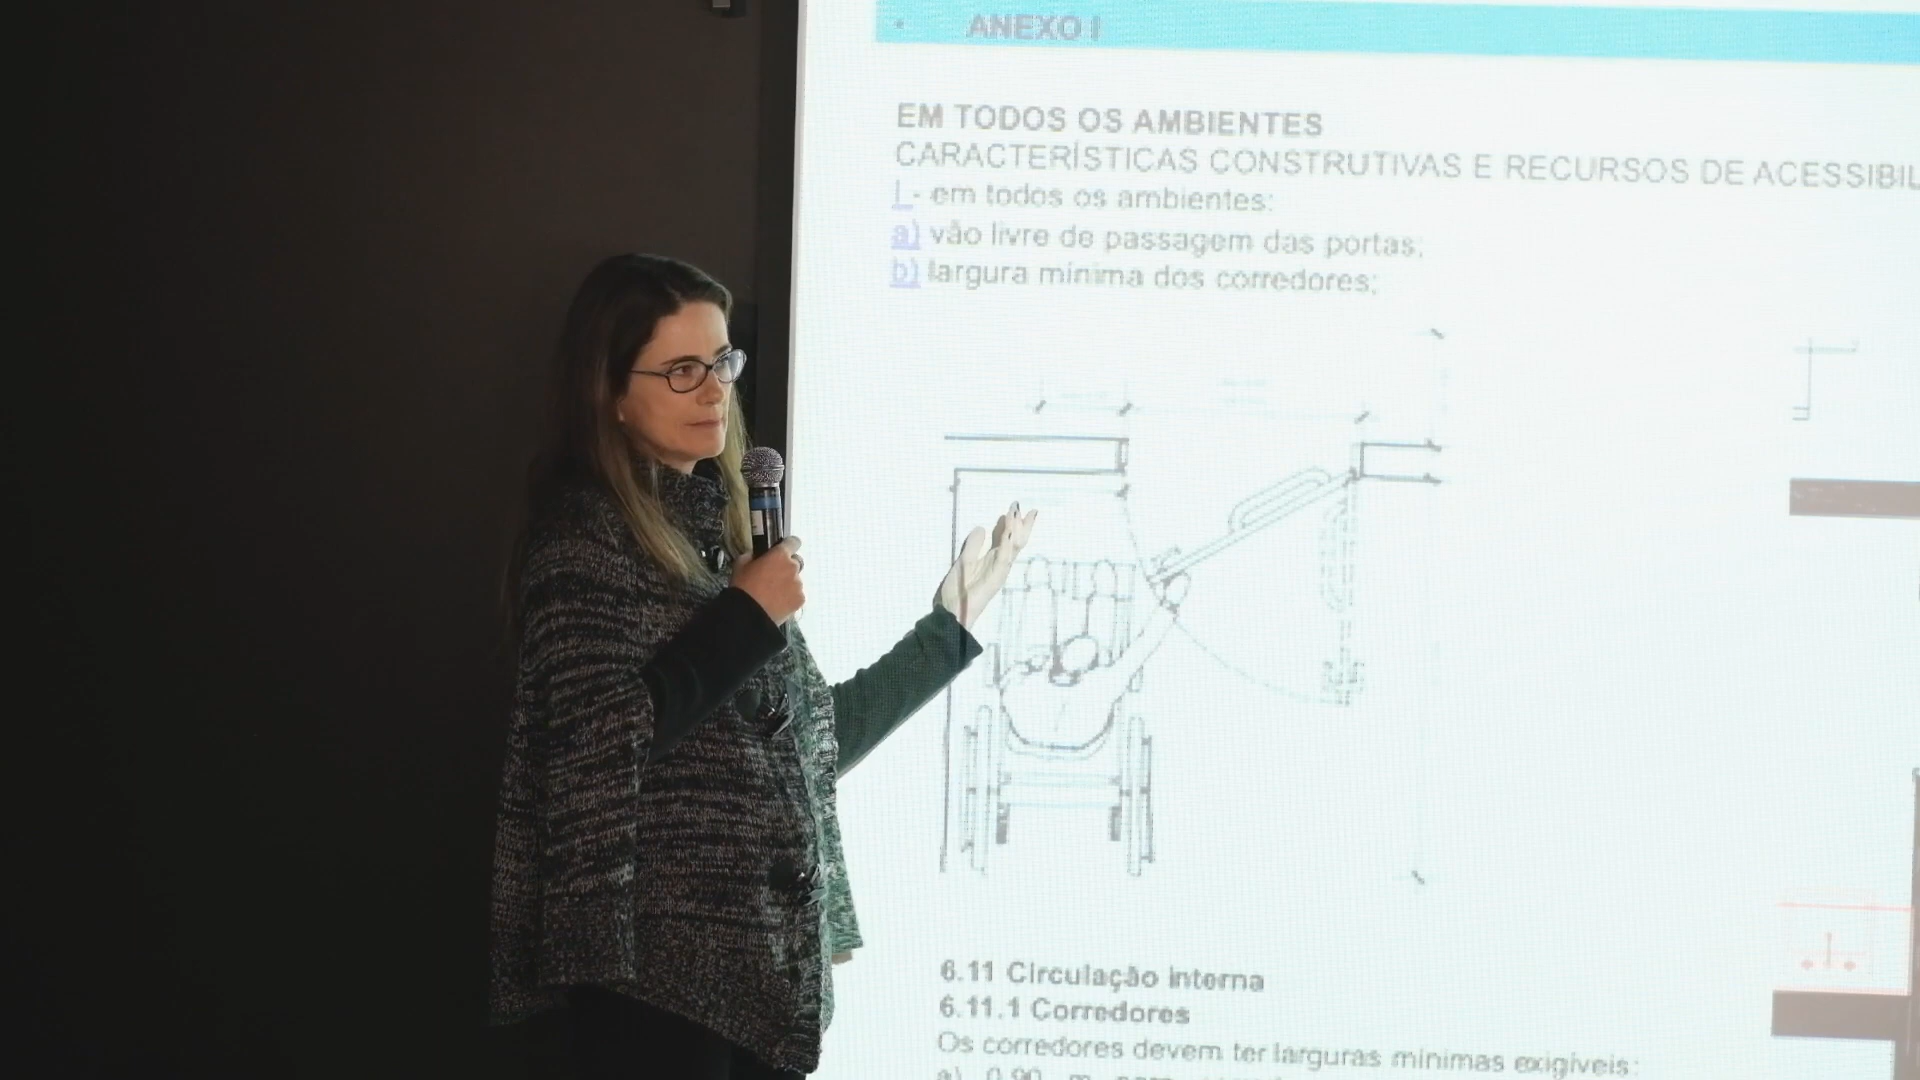 • ANEXO I
EM TODOS OS AMBIENTES
CARACTERÍSTICAS CONSTRUTIVAS E RECURSOS DE ACESSIBIL
I - em todos os ambientes:
a) vão livre de passagem das portas;
b) largura mínima dos corredores;
6.11 Circulação interna
6.11.1 Corredores
Os corredores devem ter larguras mínimas exigíveis:
a) 0,90 m